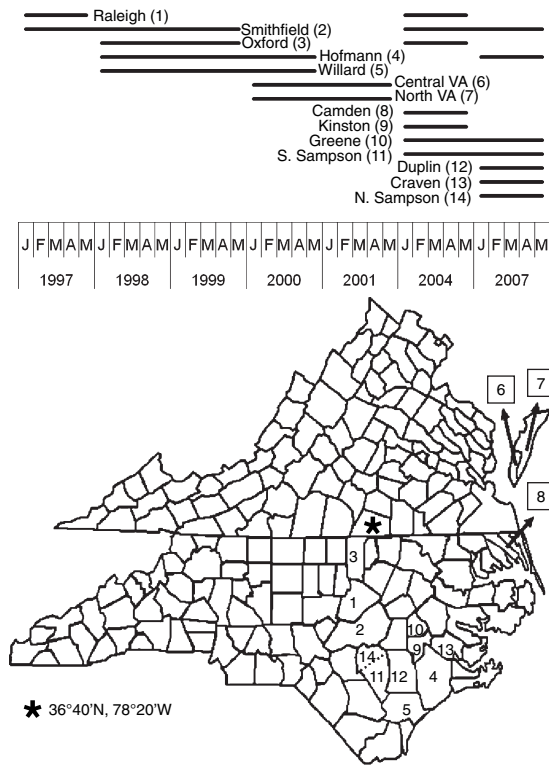 Raleigh (1)
Smithfield (2)
Oxford (3)
Hofmann (4)
Willard (5)
Central VA (6)
North VA (7)
Camden (8)
Kinston (9)
Greene (10)
S. Sampson (11)
Duplin (12)
Craven (13)
N. Sampson (14)
J F M A M J F M A M J F M A M J F M A M J F M A M J F M A M J F M A M
1997 1998 1999 2000 2001 2004 2007
7
6
8
3
1
2
10
9
13
14
11
12
4
5
* 36°40'N, 78°20'W